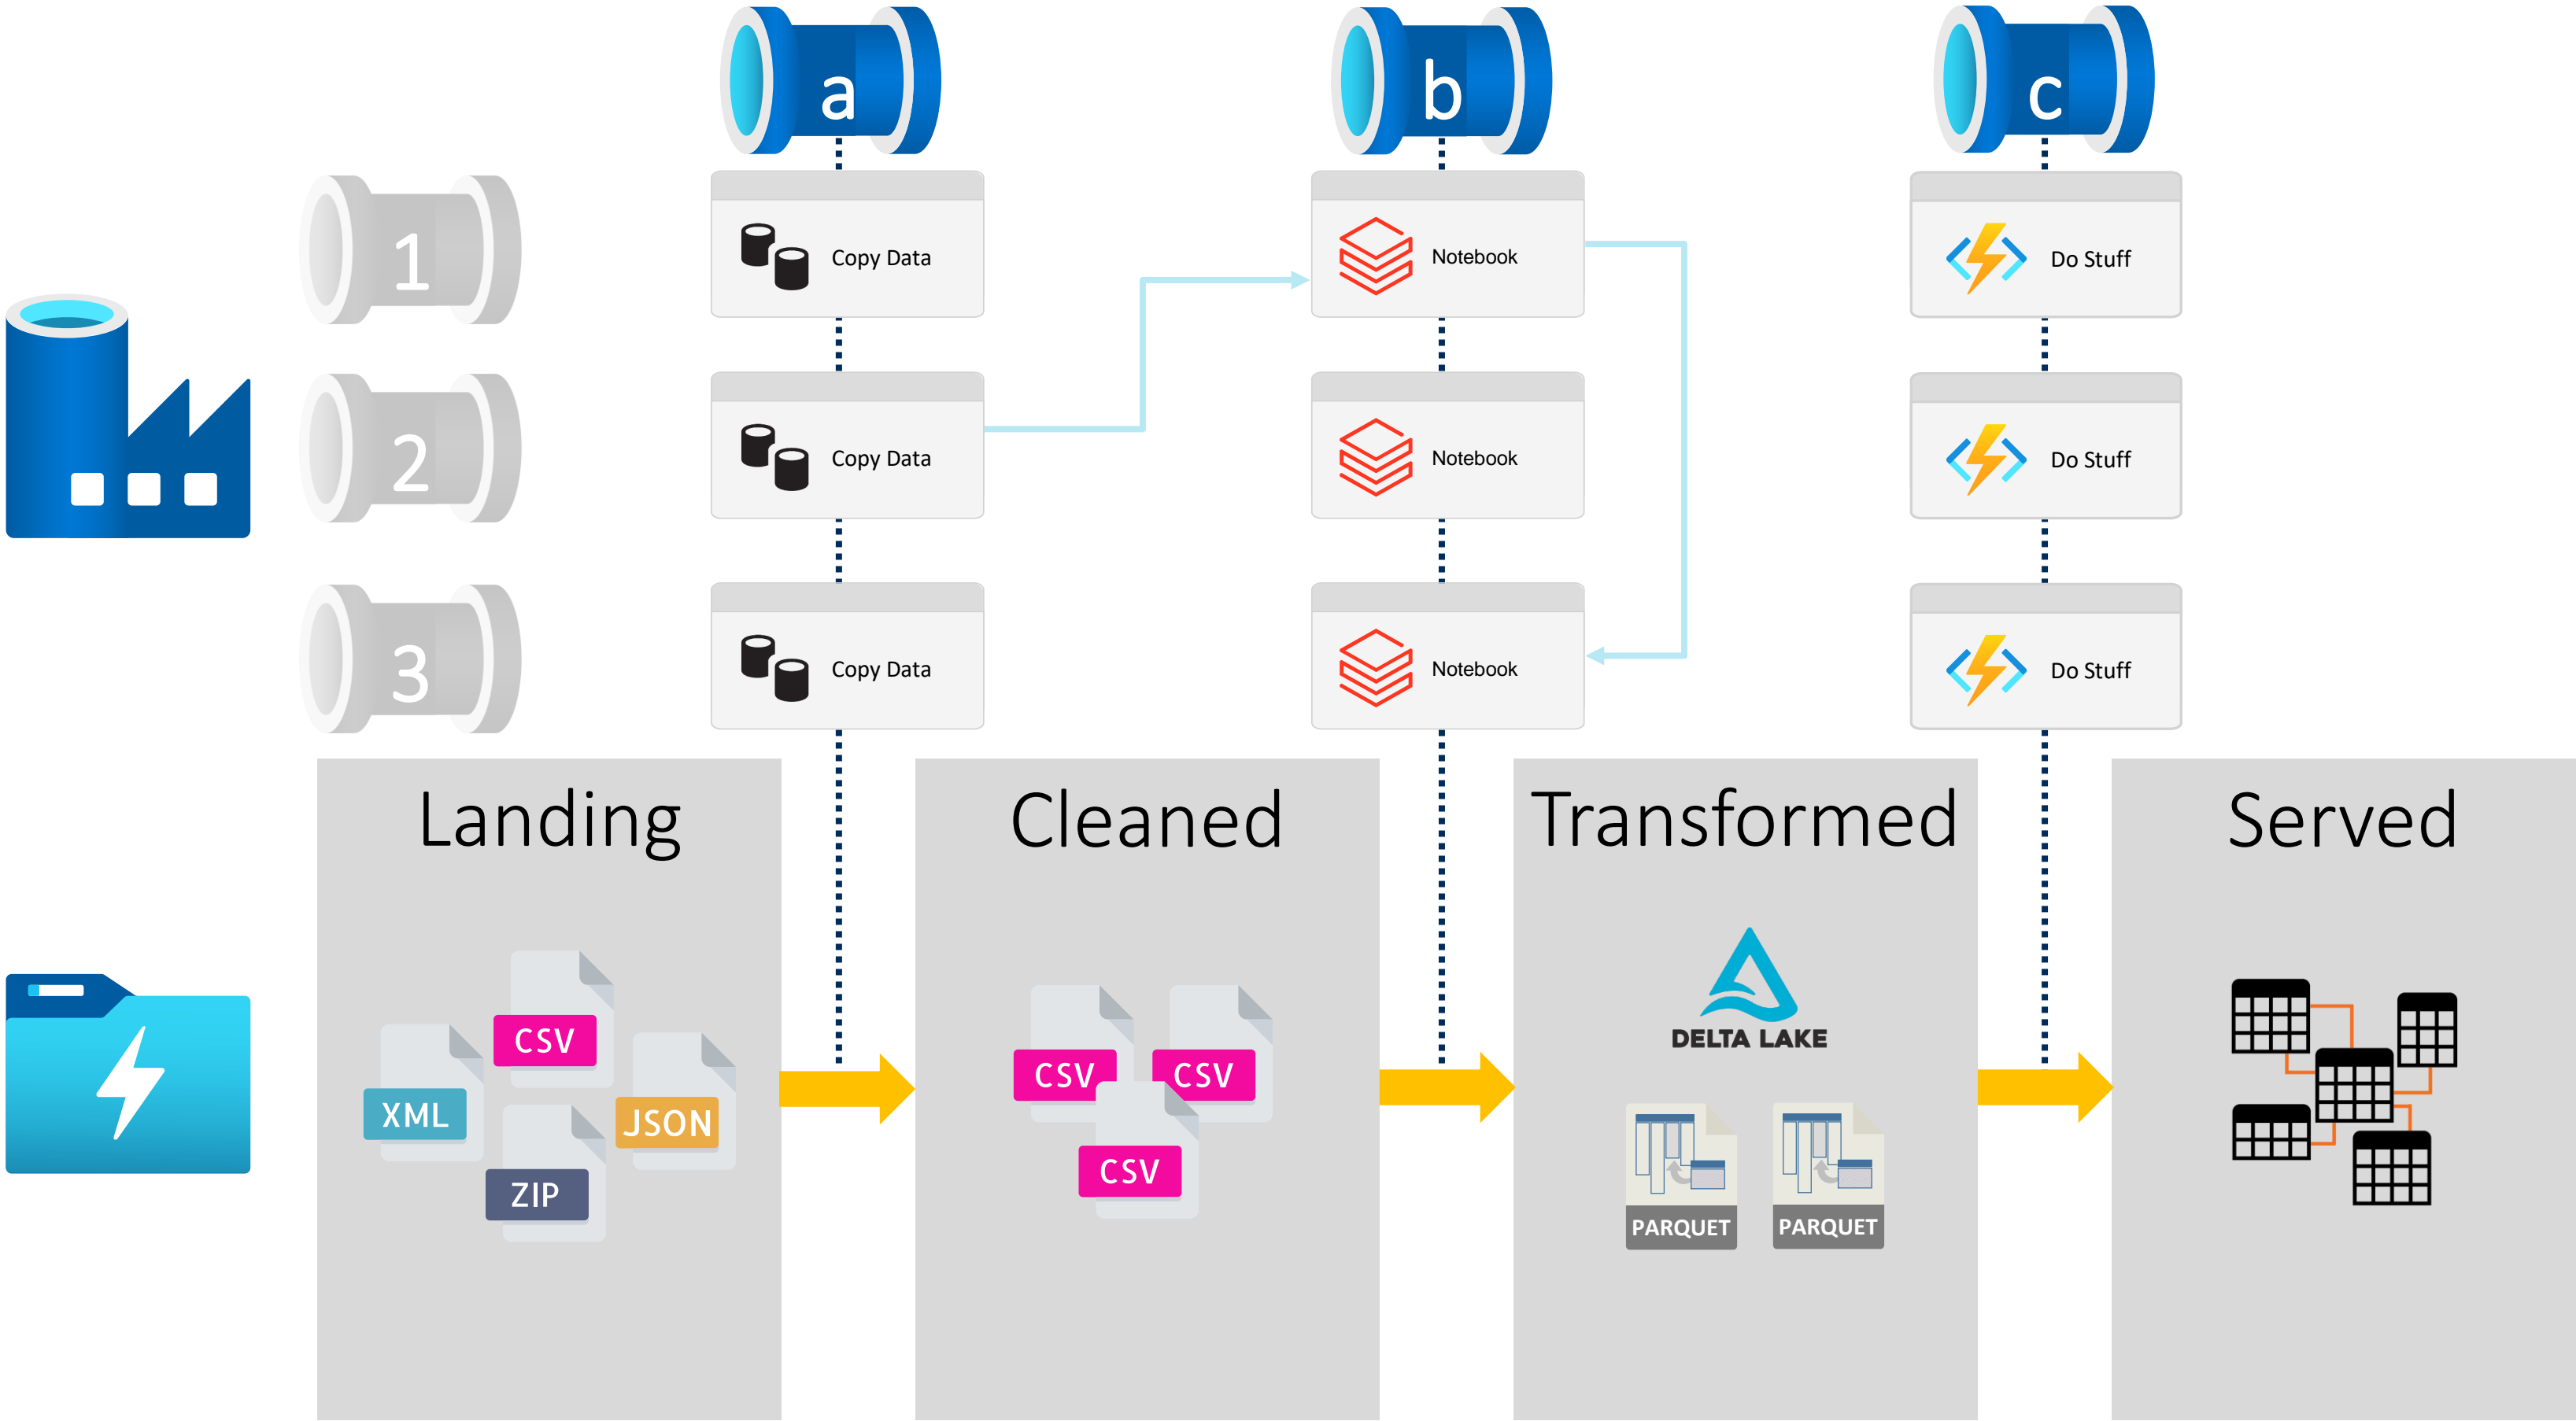 a
b
c
1
Copy Data
Notebook
Do Stuff
2
Copy Data
Notebook
Do Stuff
3
Copy Data
Notebook
Do Stuff
Landing
Cleaned
Transformed
Served
CSV
XML
JSON
ZIP
CSV
CSV
CSV
DELTA LAKE
PARQUET
PARQUET